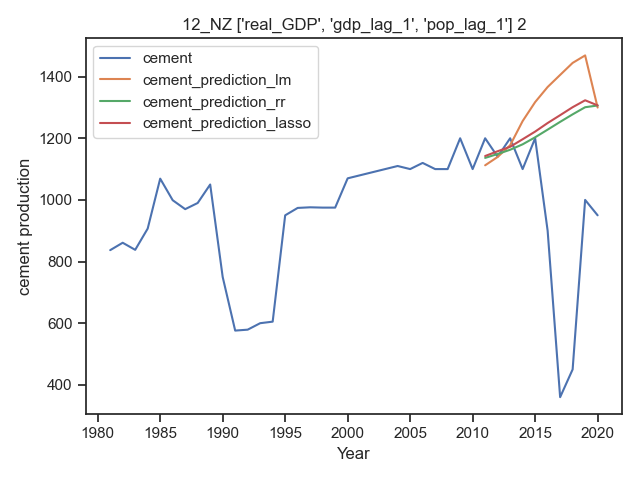 12_NZ ['real_GDP', 'gdp_lag_1', 'pop_lag_1'] 2
cement
cement_prediction_lm
cement_prediction_rr
cement_prediction_lasso
cement production
1400
1200
1000
800
600
400
1980 1985 1990 1995 2000 2005 2010 2015 2020
Year